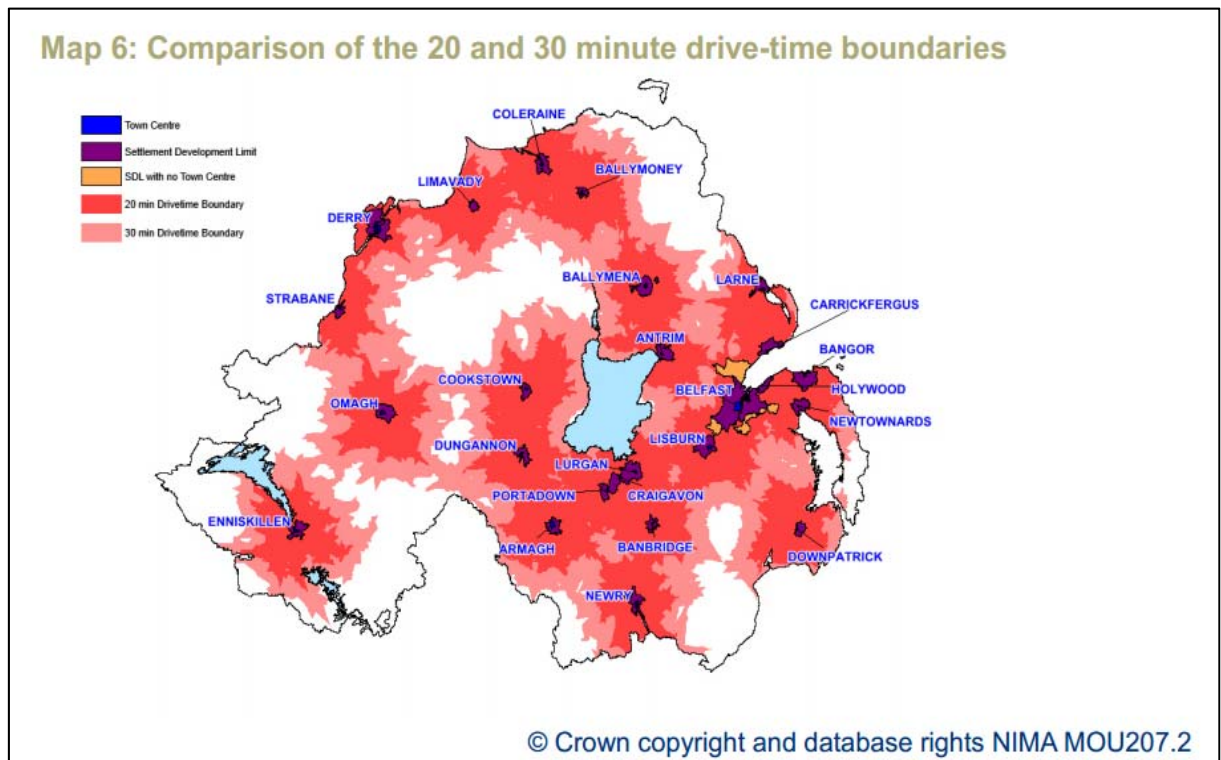 Map 6: Comparison of the 20 and 30 minute drive-time boundaries
Town Centre
Settlement Development Limit
SDL with no Town Centre
20 min Drivetime Boundary
30 min Drivetime Boundary
COLERAINE
BALLYMONEY
LIMAVADY
DERRY
BALLYMENA
LARNE
STRABANE
CARRICKFERGUS
ANTRIM
BANGOR
COOKSTOWN
BELFAST
HOLYWOOD
OMAGH
NEWTOWNARDS
DUNGANNON
LISBURN
LURGAN
PORTADOWN
CRAIGAVON
ENNISKILLEN
ARMAGH
BANBRIDGE
DOWNPATRICK
NEWRY
© Crown copyright and database rights NIMA MOU207.2